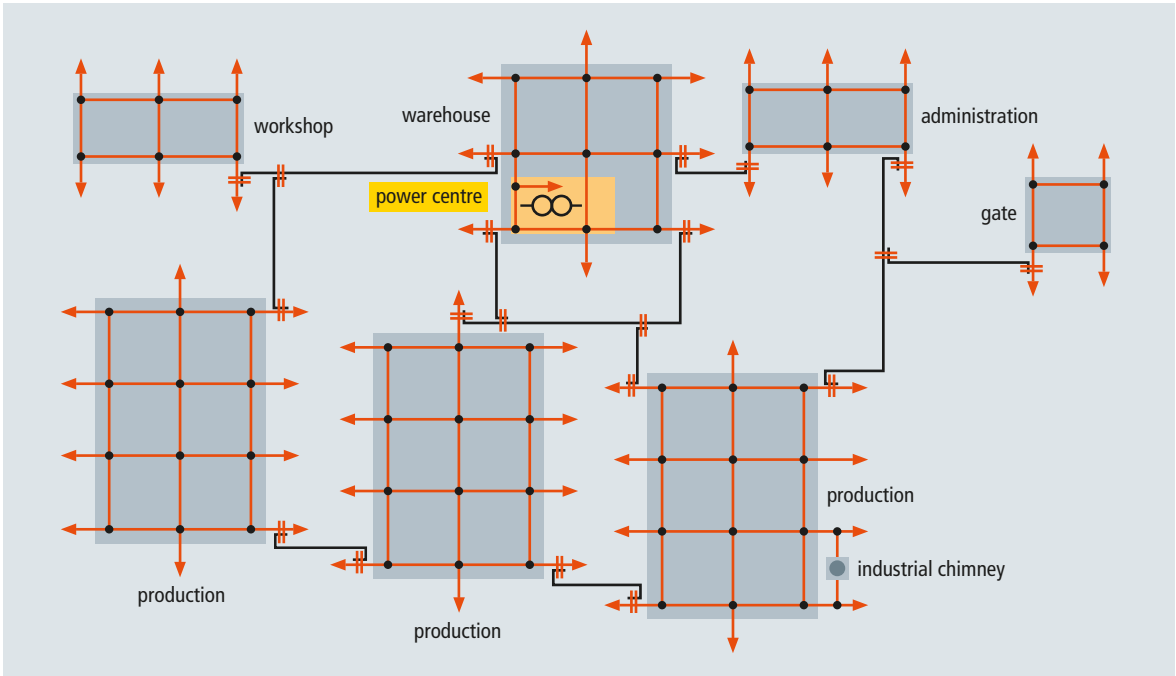 workshop
warehouse
administration
power centre
gate
production
production
production
industrial chimney